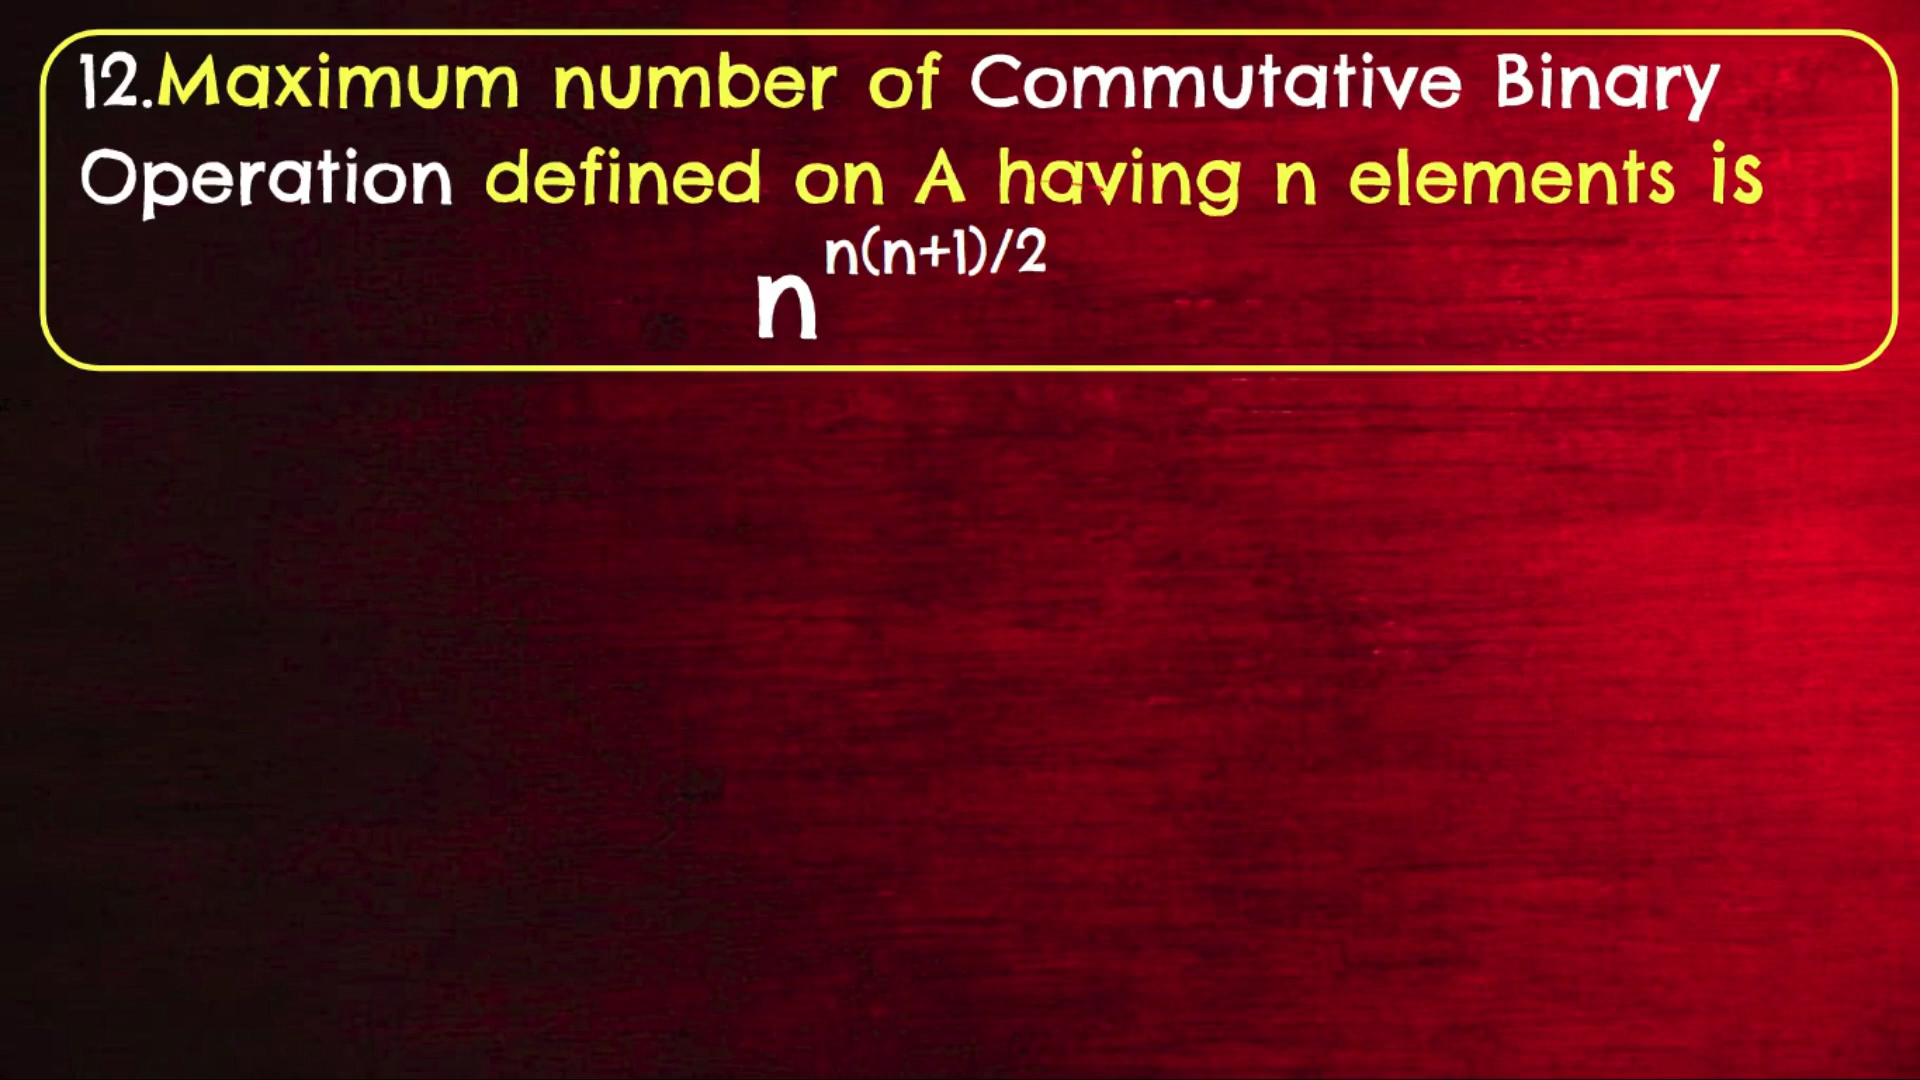 12.Maximum number of Commutative Binary
Operation defined on A having n elements is
n^n(n+1)/2